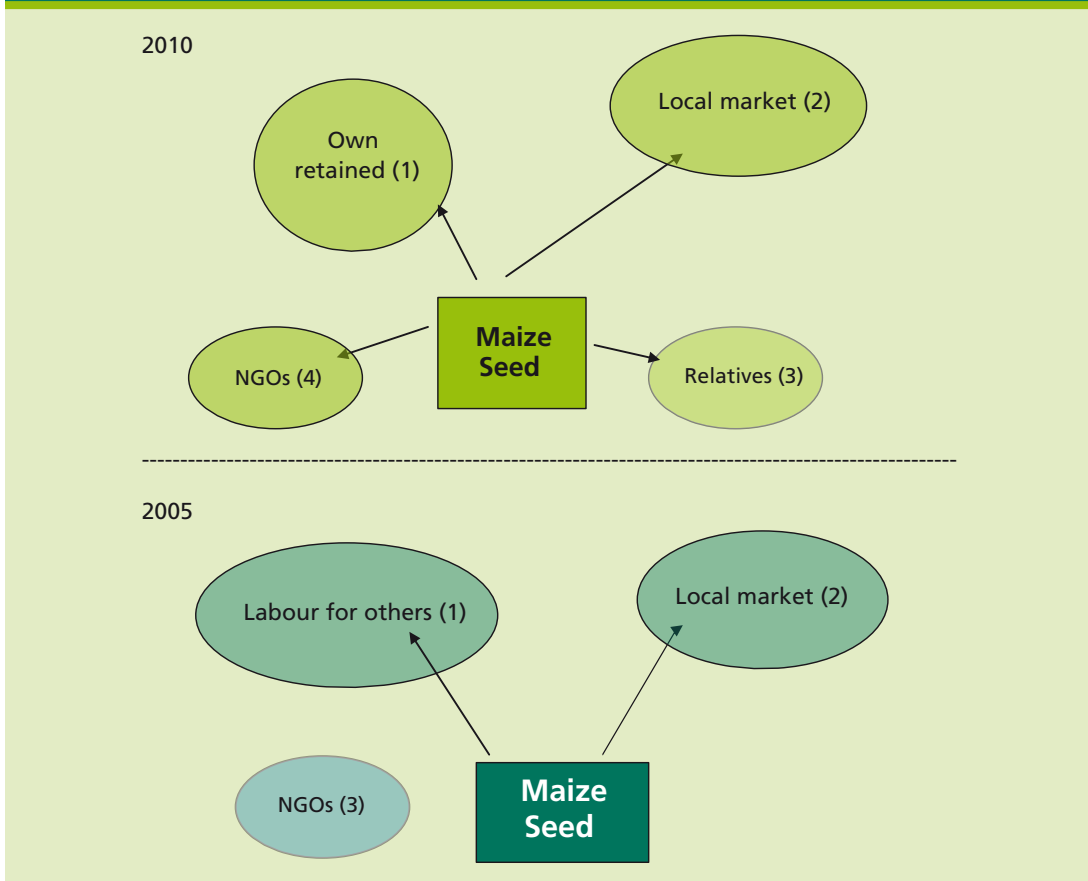 2010
Own
retained (1)
Local market (2)
Maize
Seed
NGOs (4)
Relatives (3)
2005
Labour for others (1)
Local market (2)
NGOs (3)
Maize
Seed